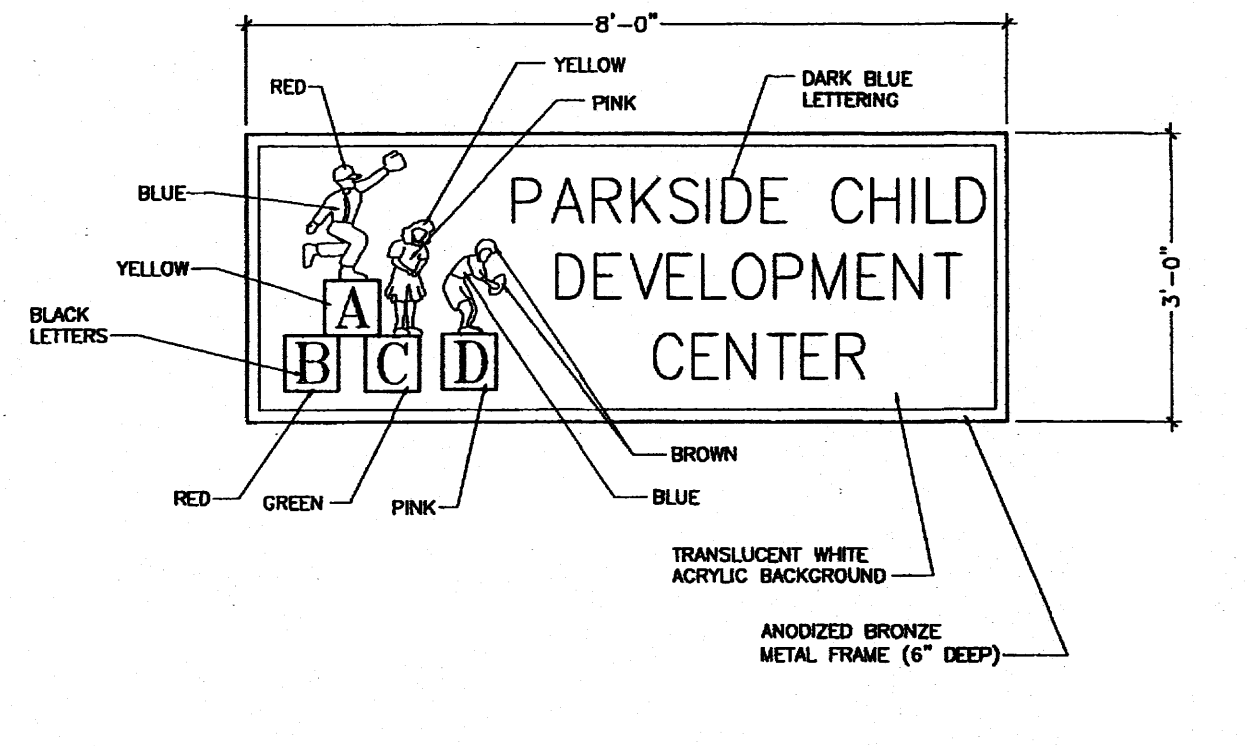 8'-0"
YELLOW
RED
PINK
DARK BLUE
LETTERING
BLUE
PARKSIDE CHILD
DEVELOPMENT
CENTER
3'-0"
YELLOW
BLACK
LETTERS
A
B C D
BROWN
RED
GREEN
PINK
BLUE
TRANSLUCENT WHITE
ACRYLIC BACKGROUND
ANODIZED BRONZE
METAL FRAME (6" DEEP)